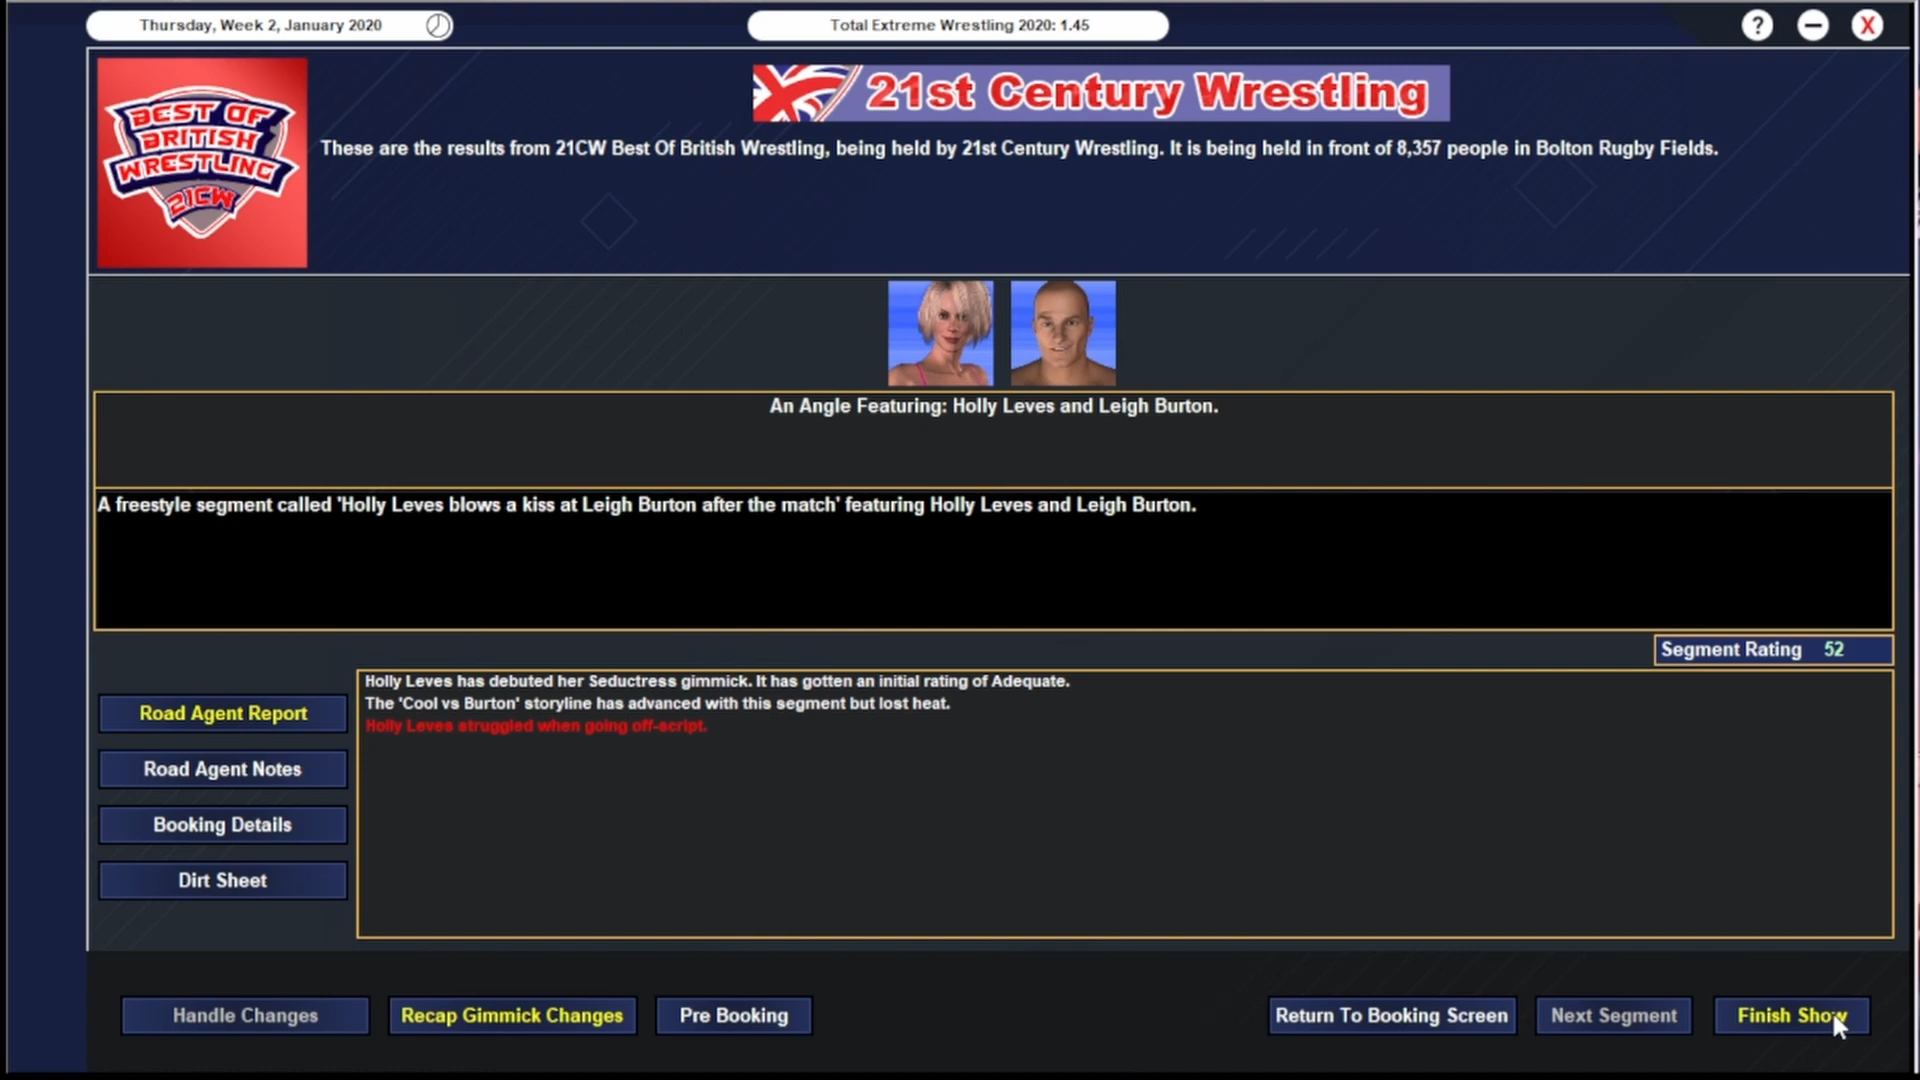 Thursday, Week 2, January 2020
Total Extreme Wrestling 2020: 1.45
?
X
BEST OF
BRITISH
WRESTLING
21CW
21st Century Wrestling
These are the results from 21CW Best Of British Wrestling, being held by 21st Century Wrestling. It is being held in front of 8,357 people in Bolton Rugby Fields.
An Angle Featuring: Holly Leves and Leigh Burton.
A freestyle segment called 'Holly Leves blows a kiss at Leigh Burton after the match' featuring Holly Leves and Leigh Burton.
Segment Rating 52
Holly Leves has debuted her Seductress gimmick. It has gotten an initial rating of Adequate.
The 'Cool vs Burton' storyline has advanced with this segment but lost heat.
Holly Leves struggled when going off-script.
Road Agent Report
Road Agent Notes
Booking Details
Dirt Sheet
Handle Changes
Recap Gimmick Changes
Pre Booking
Return To Booking Screen
Next Segment
Finish Show